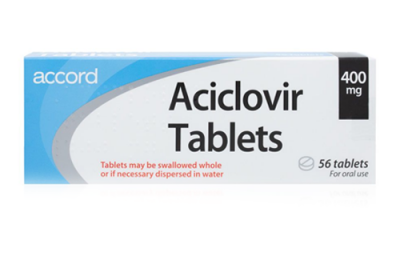 accord
400
mg
Aciclovir
Tablets
Tablets may be swallowed whole
or if necessary dispersed in water
56 tablets
For oral use